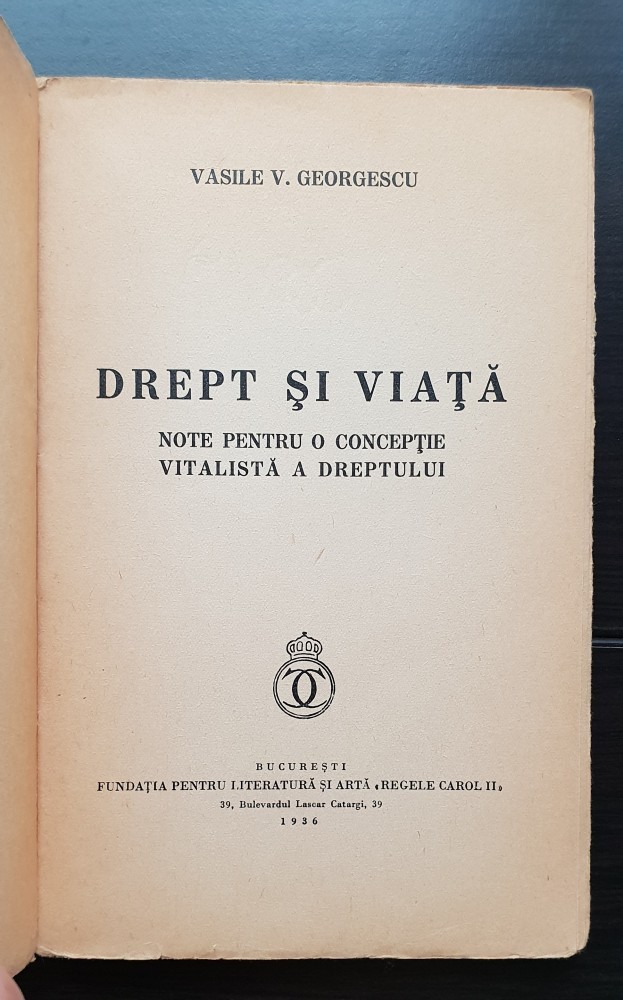 VASILE V. GEORGESCU
DREPT ŞI VIAŢĂ
NOTE PENTRU O CONCEPŢIE
VITALISTĂ A DREPTULUI
BUCUREŞTI
FUNDAŢIA PENTRU LITERATURĂ ŞI ARTĂ «REGELE CAROL II»
39, Bulevardul Lascar Catargi, 39
1936